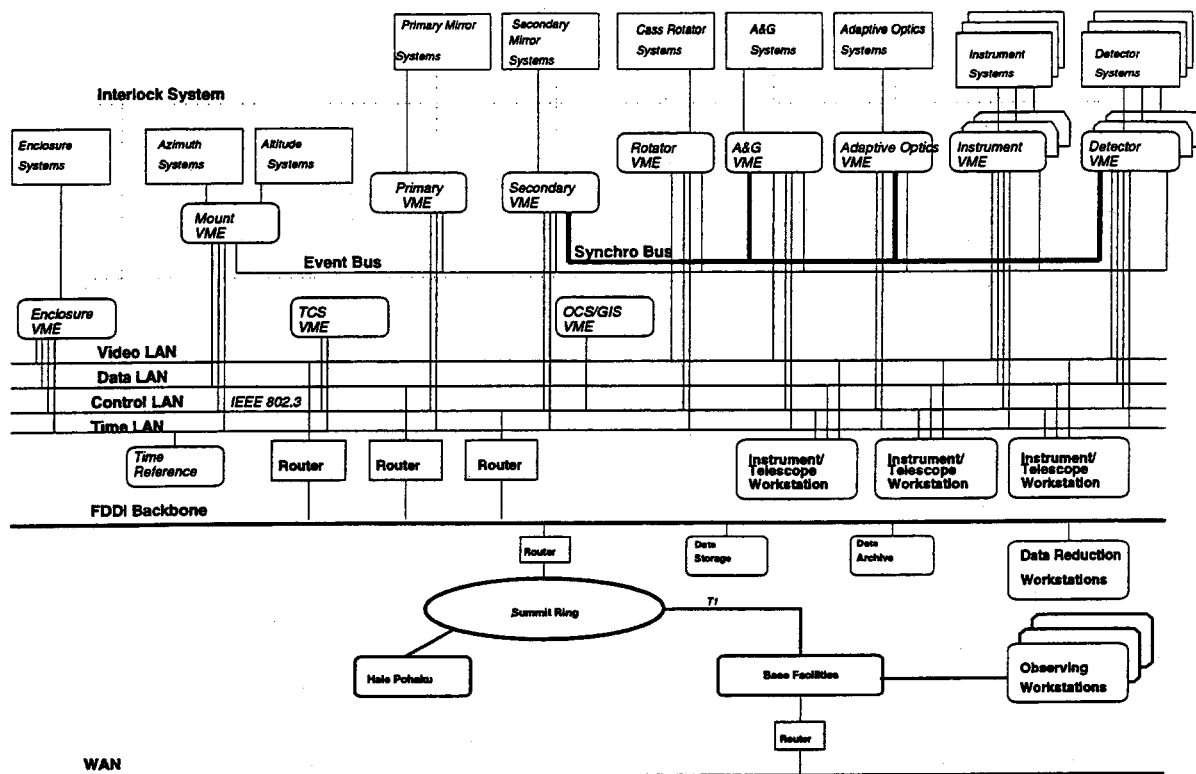 Primary Mirror
Systems
Secondary
Mirror
Systems
Cass Rotator
Systems
A&G
Systems
Adaptive Optics
Systems
Instrument
Systems
Detector
Systems
Interlock System
Enclosure
Systems
Azimuth
Systems
Altitude
Systems
Rotator
VME
A&G
VME
Adaptive Optics
VME
Instrument
VME
Detector
VME
Primary
VME
Secondary
VME
Mount
VME
Event Bus
Synchro Bus
Enclosure
VME
TCS
VME
OCS/GIS
VME
Video LAN
Data LAN
Control LAN
IEEE 802.3
Time LAN
Time
Reference
Router
Router
Router
Instrument/
Telescope
Workstation
Instrument/
Telescope
Workstation
Instrument/
Telescope
Workstation
FDDI Backbone
Router
Data
Storage
Data
Archive
Data Reduction
Workstations
Summit Ring
T1
Hale Pohaku
Base Facilities
Observing
Workstations
Router
WAN